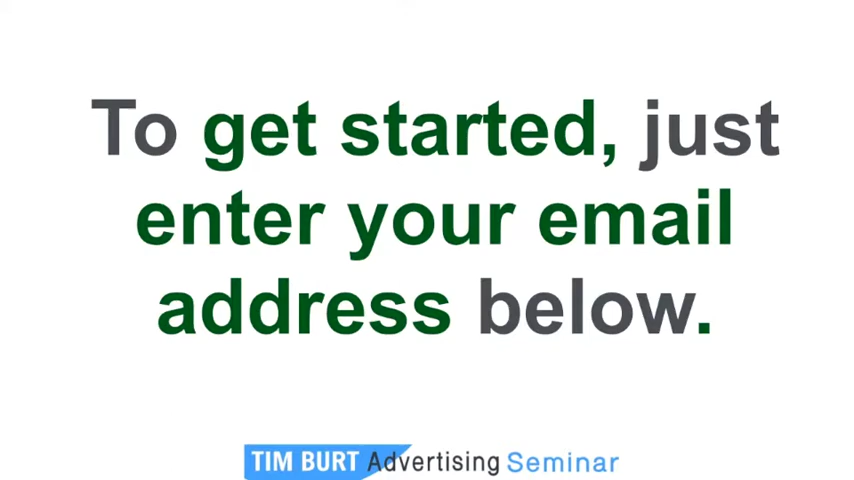 To get started, just
enter your email
address below.
TIM BURT Advertising Seminar